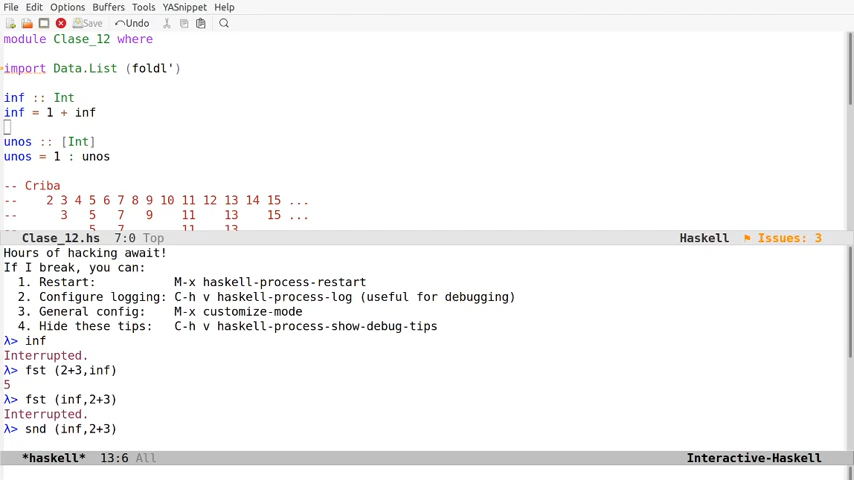 File Edit Options Buffers Tools YASnippet Help
Save Undo
module Clase_12 where
import Data.List (foldl')
inf :: Int
inf = 1 + inf
unos :: [Int]
unos = 1 : unos
-- Criba
-- 2 3 4 5 6 7 8 9 10 11 12 13 14 15 ...
-- 3 5 7 9 11 13 15 ...
-- 5 7 11 13
Clase_12.hs 7:0 Top Haskell Issues: 3
Hours of hacking await!
If I break, you can:
1. Restart: M-x haskell-process-restart
2. Configure logging: C-h v haskell-process-log (useful for debugging)
3. General config: M-x customize-mode
4. Hide these tips: C-h v haskell-process-show-debug-tips
λ> inf
Interrupted.
λ> fst (2+3,inf)
5
λ> fst (inf,2+3)
Interrupted.
λ> snd (inf,2+3)
*haskell* 13:6 All Interactive-Haskell